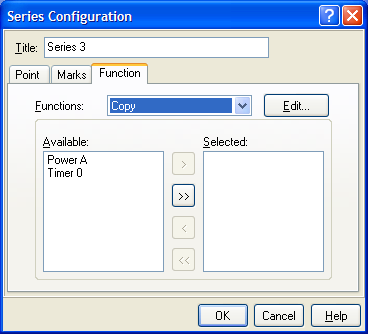 Series Configuration
Title: Series 3
Point Marks Function
Functions: Copy Edit...
Available: Selected:
Power A
Timer 0
>
>>
<
<<
OK Cancel Help